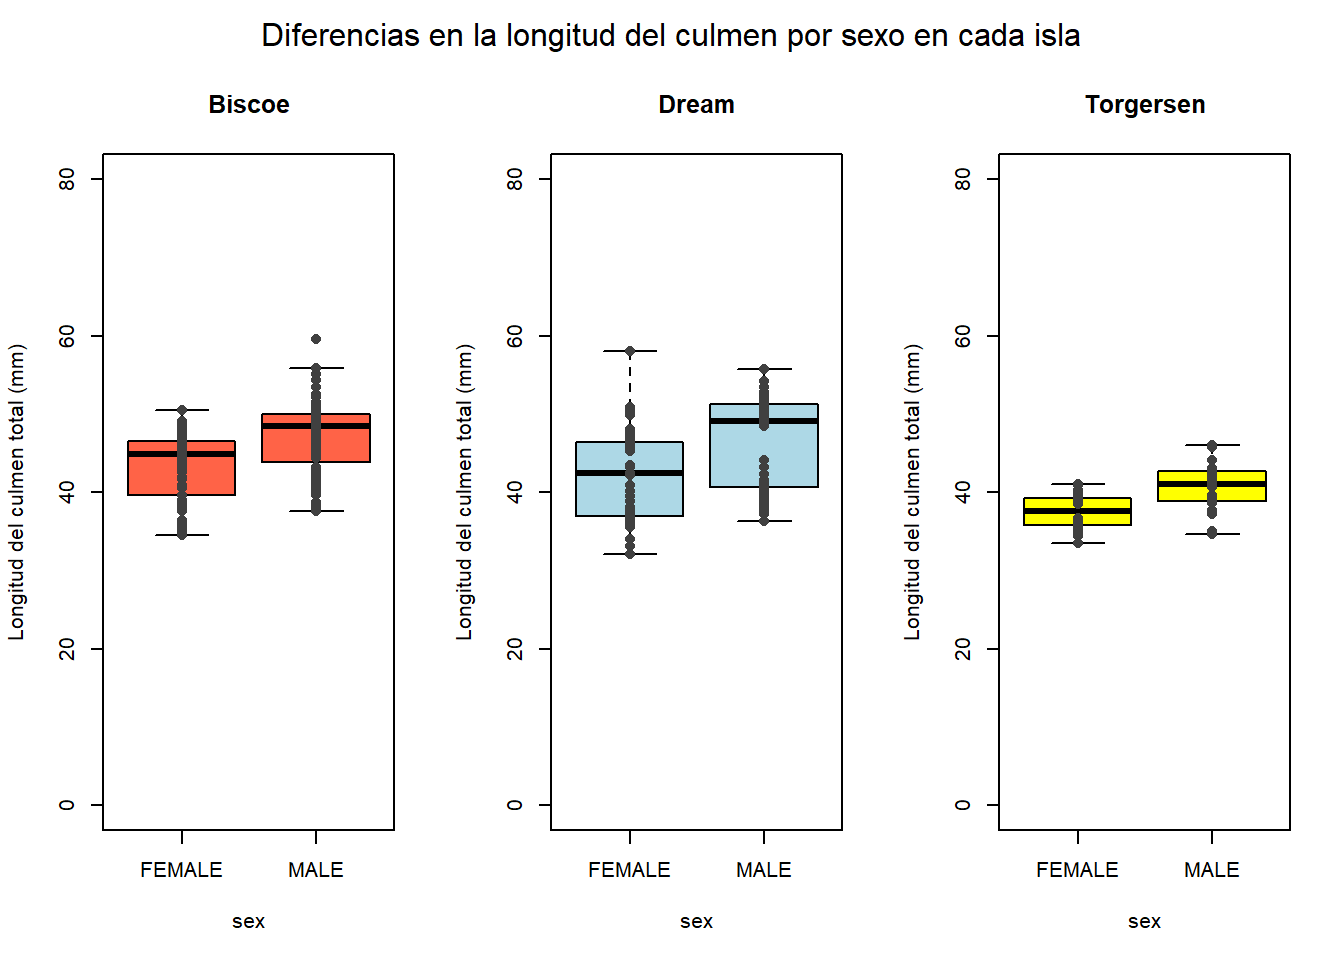 Diferencias en la longitud del culmen por sexo en cada isla
Biscoe
Longitud del culmen total (mm)
80
60
40
20
0
FEMALE MALE
sex
Dream
Longitud del culmen total (mm)
80
60
40
20
0
FEMALE MALE
sex
Torgersen
Longitud del culmen total (mm)
80
60
40
20
0
FEMALE MALE
sex